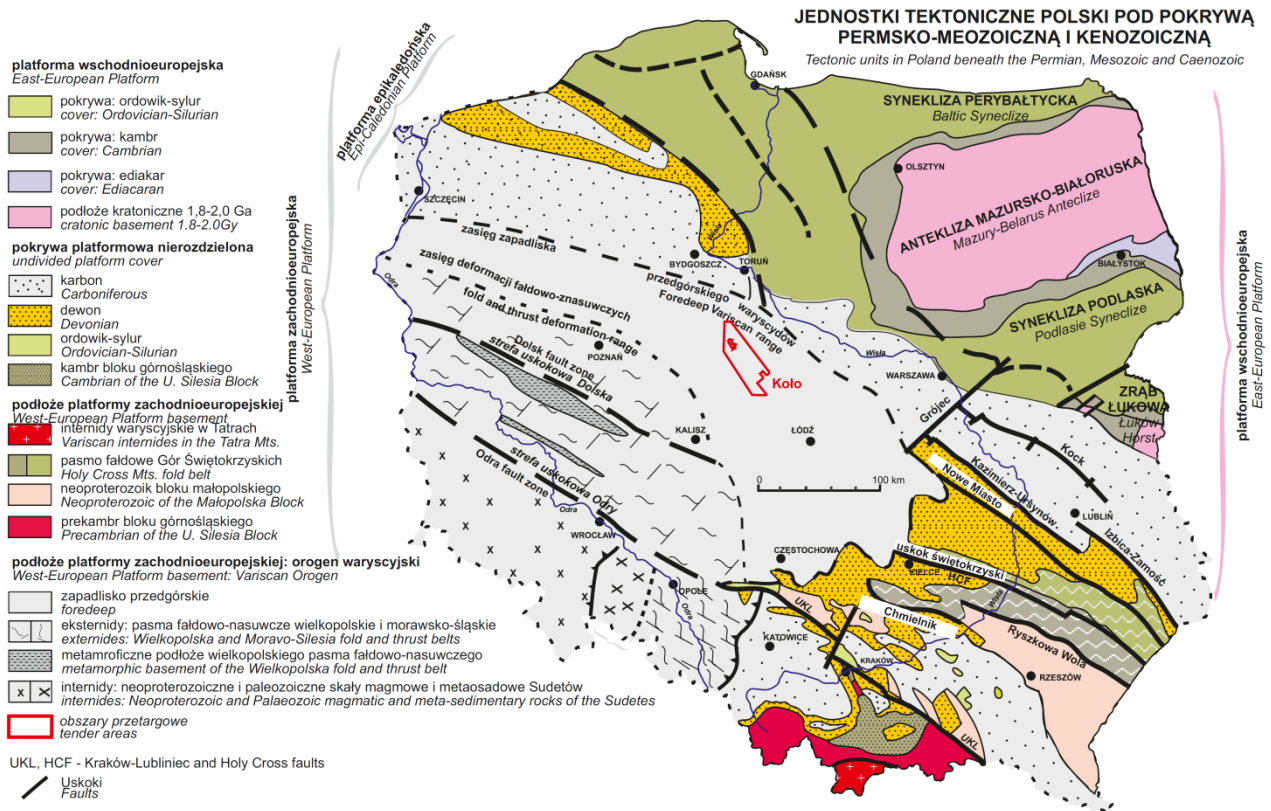 JEDNOSTKI TEKTONICZNE POLSKI POD POKRYWĄ
PERMSKO-MEOZOICZNĄ I KENOZOICZNĄ
Tectonic units in Poland beneath the Permian, Mesozoic and Caenozoic
platforma wschodnioeuropejska
East-European Platform
pokrywa: ordowik-sylur
cover: Ordovician-Silurian
pokrywa: kambr
cover: Cambrian
pokrywa: ediakar
cover: Ediacaran
podłoże kratoniczne 1,8-2,0 Ga
cratonic basement 1.8-2.0Gy
pokrywa platformowa nierozdzielona
undivided platform cover
karbon
Carboniferous
dewon
Devonian
ordowik-sylur
Ordovician-Silurian
kambr bloku górnośląskiego
Cambrian of the U. Silesia Block
podłoże platformy zachodnioeuropejskiej
West-European Platform basement
internidy waryscyjskie w Tatrach
Variscan internides in the Tatra Mts.
pasmo fałdowe Gór Świętokrzyskich
Holy Cross Mts. fold belt
neoproterozoik bloku małopolskiego
Neoproterozoic of the Małopolska Block
prekambr bloku górnośląskiego
Precambrian of the U. Silesia Block
podłoże platformy zachodnioeuropejskiej: orogen waryscyjski
West-European Platform basement: Variscan Orogen
zapadlisko przedgórskie
foredeep
eksternidy: pasma fałdowo-nasuwcze wielkopolskie i morawsko-śląskie
externides: Wielkopolska and Moravo-Silesia fold and thrust belts
metamroficzne podłoże wielkopolskiego pasma fałdowo-nasuwczego
metamorphic basement of the Wielkopolska fold and thrust belt
internidy: neoproterozoiczne i paleozoiczne skały magmowe i metaosadowe Sudetów
internides: Neoproterozoic and Palaeozoic magmatic and meta-sedimentary rocks of the Sudetes
obszary przetargowe
tender areas
UKL, HCF - Kraków-Lubliniec and Holy Cross faults
Uskoki
Faults
platforma epikaledońska
Epi-Caledonian Platform
platforma zachodnioeuropejska
West-European Platform
platforma wschodnioeuropejska
East-European Platform
GDAŃSK
SYNEKLIZA PERYBAŁTYCKA
Baltic Syneclize
OLSZTYN
ANTEKLIZA MAZURSKO-BIAŁORUSKA
Mazury-Belarus Anteclize
SZCZĘCIN
Wisła
BIAŁYSTOK
zasięg zapadliska
przedgórskiego waryscydów
Foredeep Variscan range
BYDGOSZCZ
TORUŃ
Odra
SYNEKLIZA PODLASKA
Podlasie Syneclize
zasięg deformacji fałdowo-znasuwczych
fold and thrust deformation range
Dolsk fault zone
strefa uskokowa Dolska
POZNAŃ
Koło
Wisła
WARSZAWA
ZRĄB
ŁUKOWA
Łuków
Horst
Grójec
KALISZ
ŁÓDŹ
Kock
strefa uskokowa Odry
Odra fault zone
0
100 km
Kazimierz-Ursynów
Nowe Miasto
LUBLIŃ
Izbica-Zamość
Odra
WROCŁAW
CZĘSTOCHOWA
uskok świętokrzyski
KIELCE
HCF
OPOLE
Odra
UKL
Chmielnik
Wisła
KATOWICE
KRAKÓW
Ryszkowa Wola
RZESZÓW
UKL